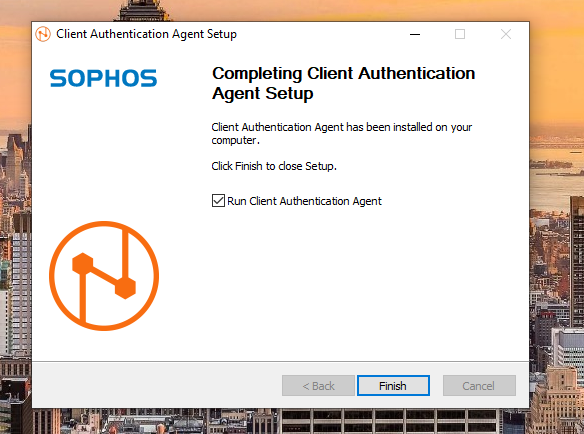 Client Authentication Agent Setup
SOPHOS
Completing Client Authentication
Agent Setup
Client Authentication Agent has been installed on your
computer.
Click Finish to close Setup.
Run Client Authentication Agent
< Back
Finish
Cancel